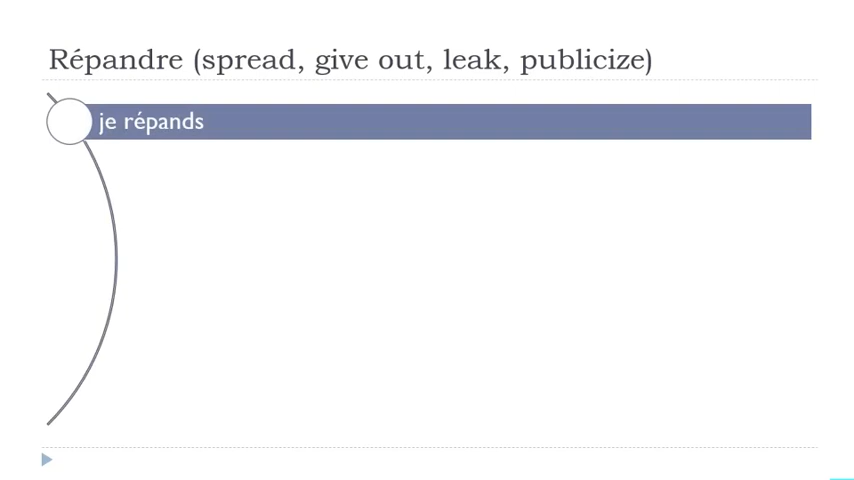 Répandre (spread, give out, leak, publicize)
je répands